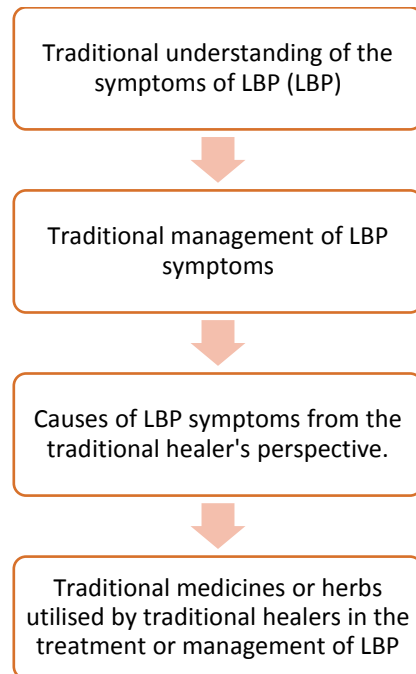 Traditional understanding of the
symptoms of LBP (LBP)
Traditional management of LBP
symptoms
Causes of LBP symptoms from the
traditional healer's perspective.
Traditional medicines or herbs
utilised by traditional healers in the
treatment or management of LBP